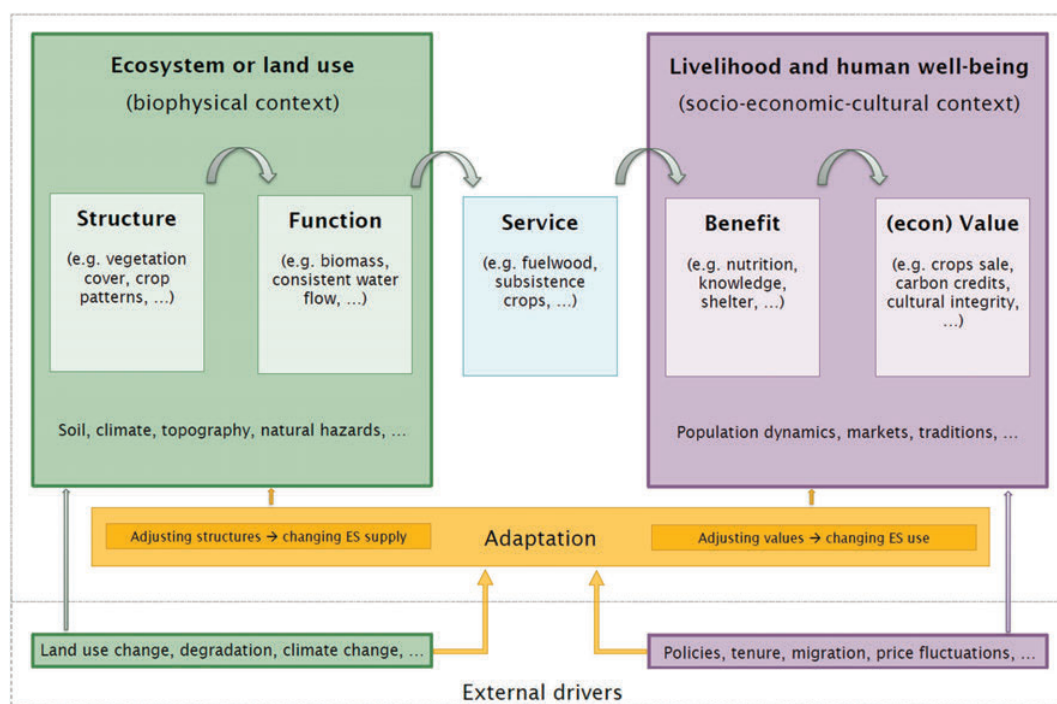 Ecosystem or land use
(biophysical context)
Livelihood and human well-being
(socio-economic-cultural context)
Structure
(e.g. vegetation
cover, crop
patterns, ...)
Function
(e.g. biomass,
consistent water
flow, ...)
Service
(e.g. fuelwood,
subsistence
crops, ...)
Benefit
(e.g. nutrition,
knowledge,
shelter, ...)
(econ) Value
(e.g. crops sale,
carbon credits,
cultural integrity,
...)
Soil, climate, topography, natural hazards, ...
Population dynamics, markets, traditions, ...
Adjusting structures → changing ES supply
Adaptation
Adjusting values → changing ES use
Land use change, degradation, climate change, ...
Policies, tenure, migration, price fluctuations, ...
External drivers